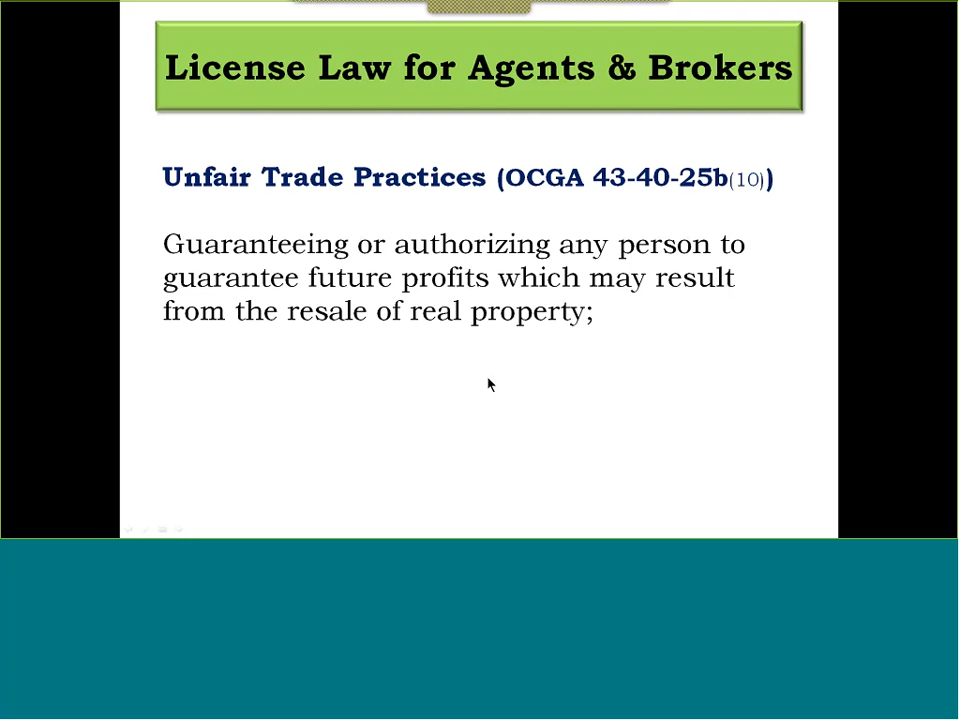 License Law for Agents & Brokers
Unfair Trade Practices (OCGA 43-40-25b(10))
Guaranteeing or authorizing any person to
guarantee future profits which may result
from the resale of real property;